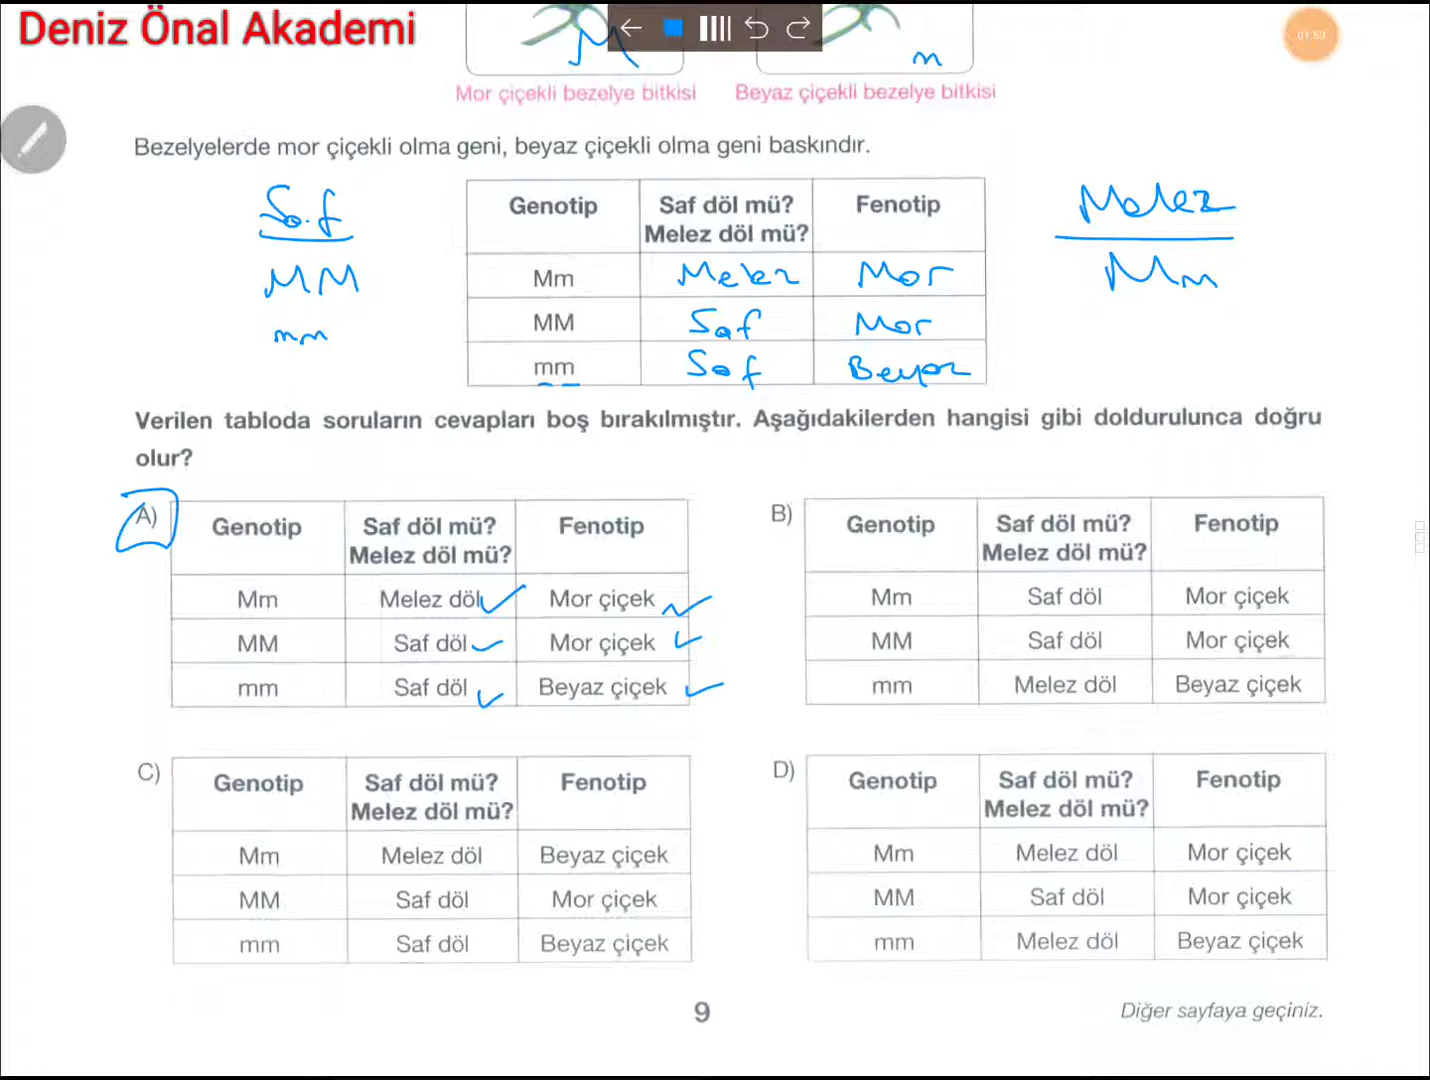 Deniz Önal Akademi
01:50
M
m
Mor çiçekli bezelye bitkisi
Beyaz çiçekli bezelye bitkisi
Bezelyelerde mor çiçekli olma geni, beyaz çiçekli olma geni baskındır.
Saf
MM
mm
Genotip Saf döl mü? Melez döl mü? Fenotip
Mm Melez Mor
MM Saf Mor
mm Saf Beyaz
Melez
Mm
Verilen tabloda soruların cevapları boş bırakılmıştır. Aşağıdakilerden hangisi gibi doldurulunca doğru
olur?
A)
Genotip Saf döl mü? Melez döl mü? Fenotip
Mm Melez döl Mor çiçek
MM Saf döl Mor çiçek
mm Saf döl Beyaz çiçek
B)
Genotip Saf döl mü? Melez döl mü? Fenotip
Mm Saf döl Mor çiçek
MM Saf döl Mor çiçek
mm Melez döl Beyaz çiçek
C)
Genotip Saf döl mü? Melez döl mü? Fenotip
Mm Melez döl Beyaz çiçek
MM Saf döl Mor çiçek
mm Saf döl Beyaz çiçek
D)
Genotip Saf döl mü? Melez döl mü? Fenotip
Mm Melez döl Mor çiçek
MM Saf döl Mor çiçek
mm Melez döl Beyaz çiçek
9
Diğer sayfaya geçiniz.